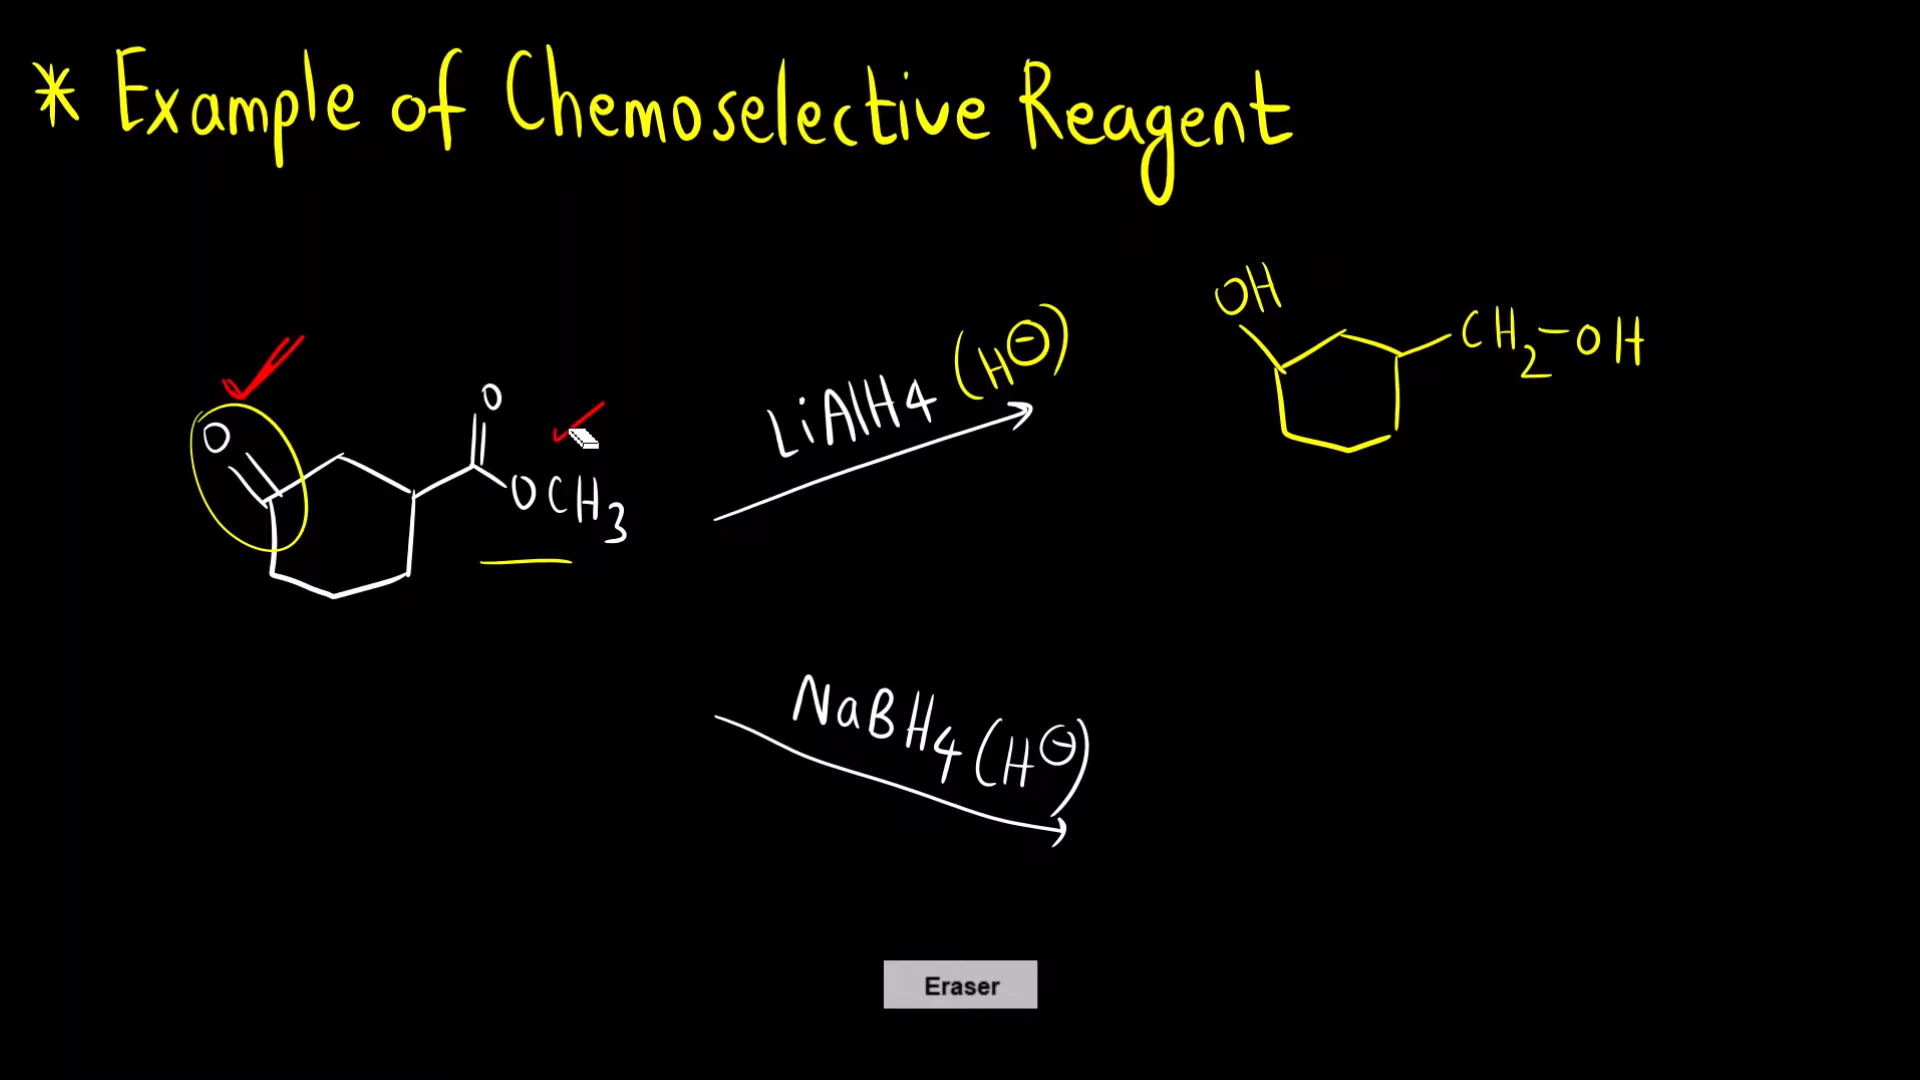 * Example of Chemoselective Reagent
OH
CH2-OH
LiAlH4 (H⊖)
O
O
OCH3
NaBH4 (H⊖)
Eraser